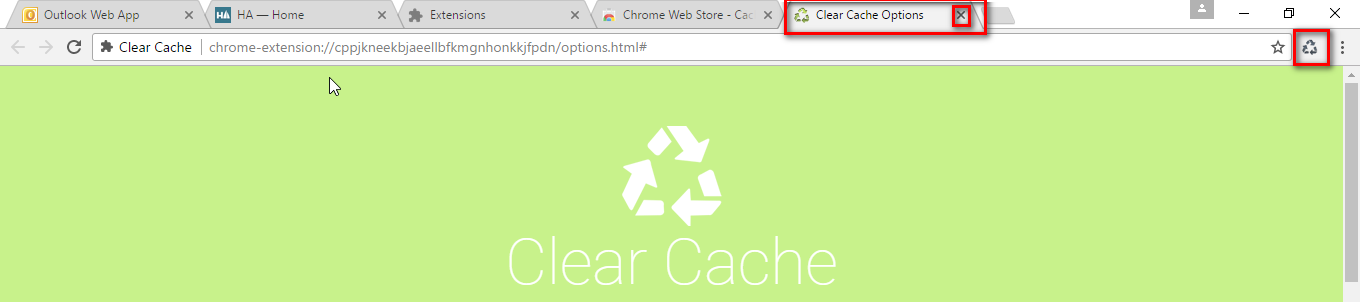 Outlook Web App
HA — Home
Extensions
Chrome Web Store - Cac
Clear Cache Options
Clear Cache
chrome-extension://cppjkneekbjaeellbfkmgnhonkkjfpdn/options.html#
Clear Cache